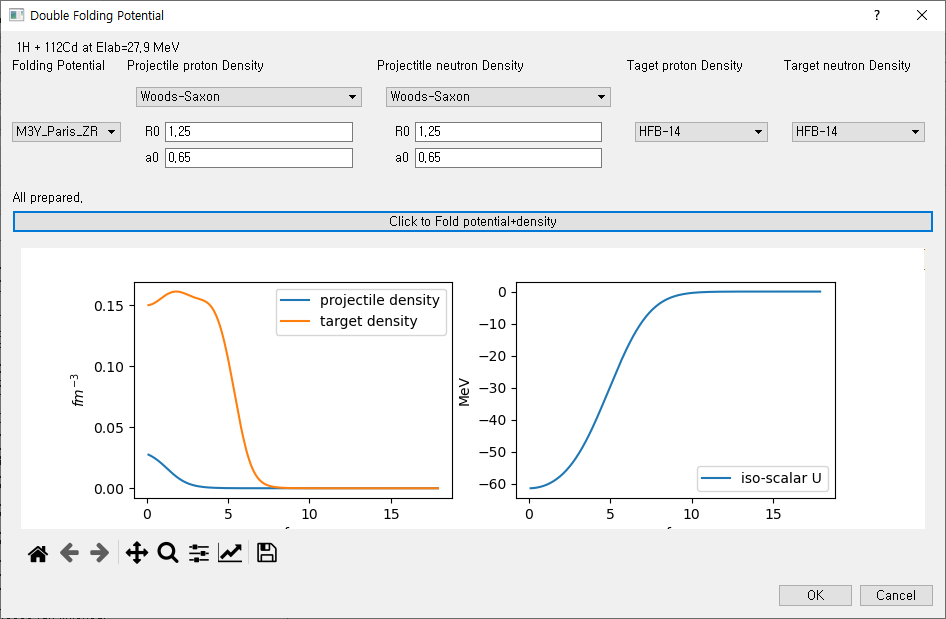 Double Folding Potential
?
1H + 112Cd at Elab=27,9 MeV
Folding Potential Projectile proton Density Projectitle neutron Density Taget proton Density Target neutron Density
Woods-Saxon Woods-Saxon
M3Y_Paris_ZR R0 1,25 R0 1,25 HFB-14 HFB-14
a0 0,65 a0 0,65
All prepared,
Click to Fold potential+density
projectile density
target density
0.15
0.10
0.05
0.00
fm⁻³
0 5 10 15
0
−10
−20
−30
−40
−50
−60
MeV
iso-scalar U
0 5 10 15
OK Cancel